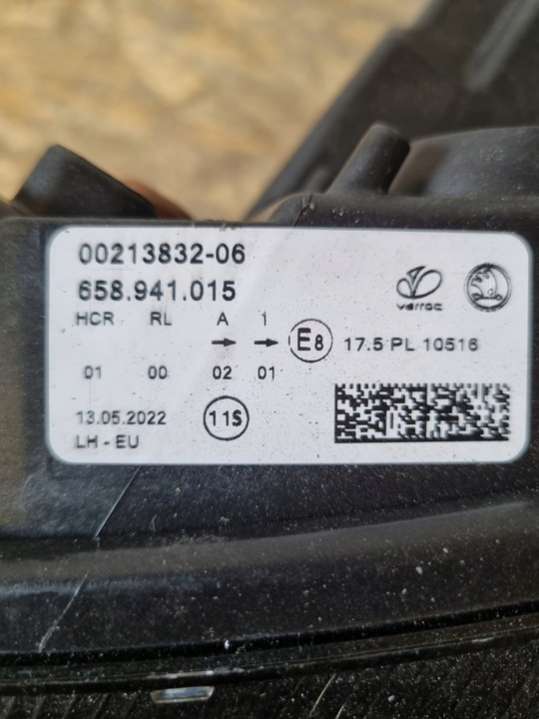 00213832-06
658.941.015
varroc
HCR RL A 1
→ →
E8 17.5 PL 10516
01 00 02 01
13.05.2022 11S
LH - EU